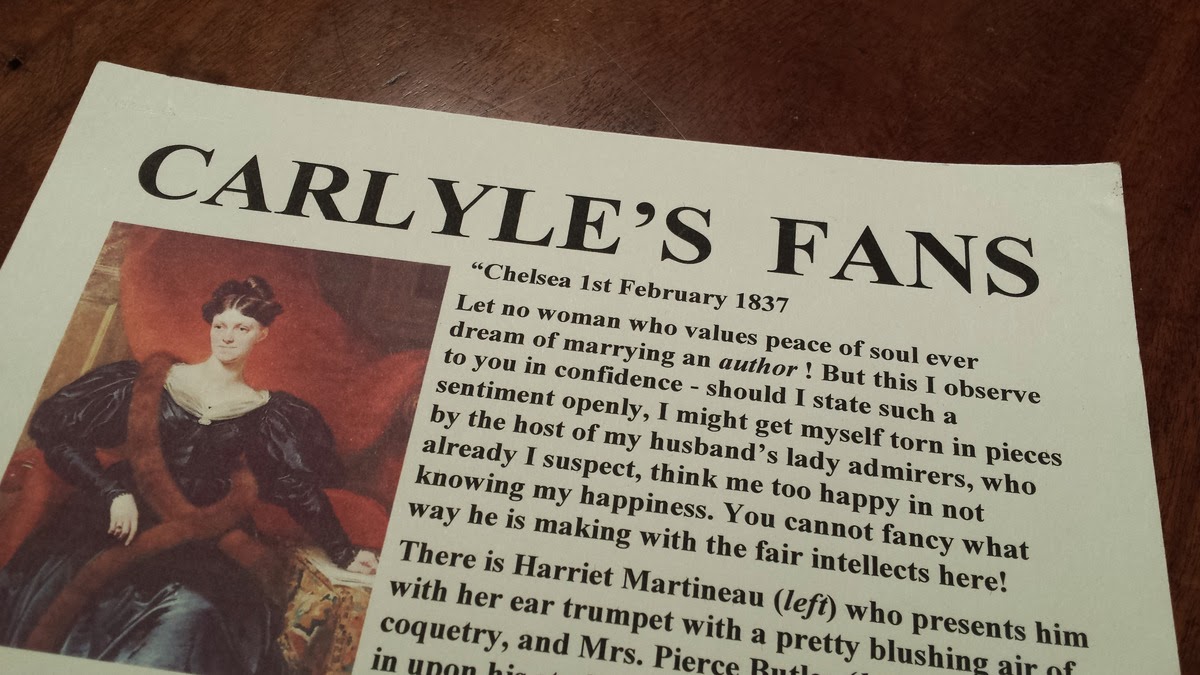 CARLYLE’S FANS
“Chelsea 1st February 1837
Let no woman who values peace of soul ever
dream of marrying an author ! But this I observe
to you in confidence - should I state such a
sentiment openly, I might get myself torn in pieces
by the host of my husband’s lady admirers, who
already I suspect, think me too happy in not
knowing my happiness. You cannot fancy what
way he is making with the fair intellects here!
There is Harriet Martineau (left) who presents him
with her ear trumpet with a pretty blushing air of
coquetry, and Mrs. Pierce Butler
in upon his